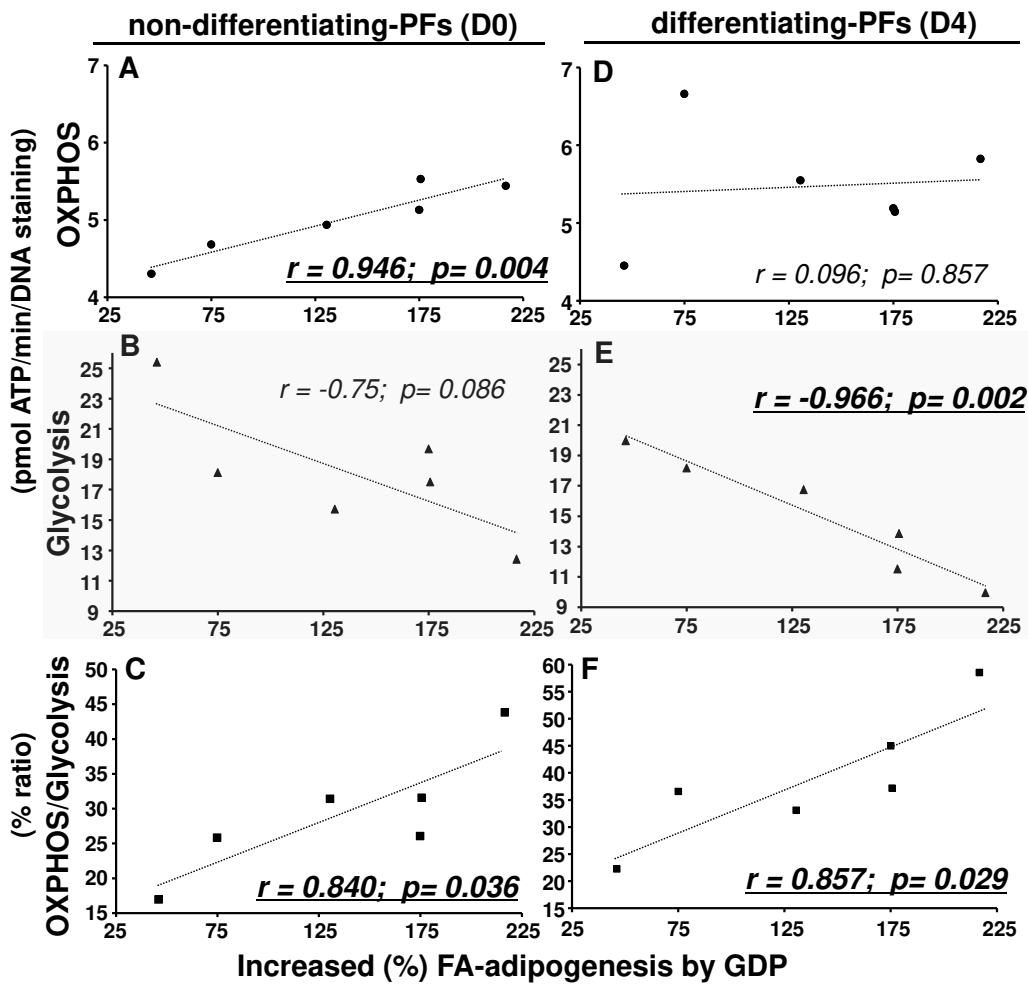 non-differentiating-PFs (D0)
differentiating-PFs (D4)
(pmol ATP/min/DNA staining)
OXPHOS
A
7
6
5
4
25 75 125 175 225
r = 0.946; p= 0.004
D
7
6
5
4
25 75 125 175 225
r = 0.096; p= 0.857
Glycolysis
B
25
23
21
19
17
15
13
11
9
25 75 125 175 225
r = -0.75; p= 0.086
E
25
23
21
19
17
15
13
11
9
25 75 125 175 225
r = -0.966; p= 0.002
(% ratio)
OXPHOS/Glycolysis
C
50
45
40
35
30
25
20
15
25 75 125 175 225
r = 0.840; p= 0.036
F
60
55
50
45
40
35
30
25
20
15
25 75 125 175 225
r = 0.857; p= 0.029
Increased (%) FA-adipogenesis by GDP